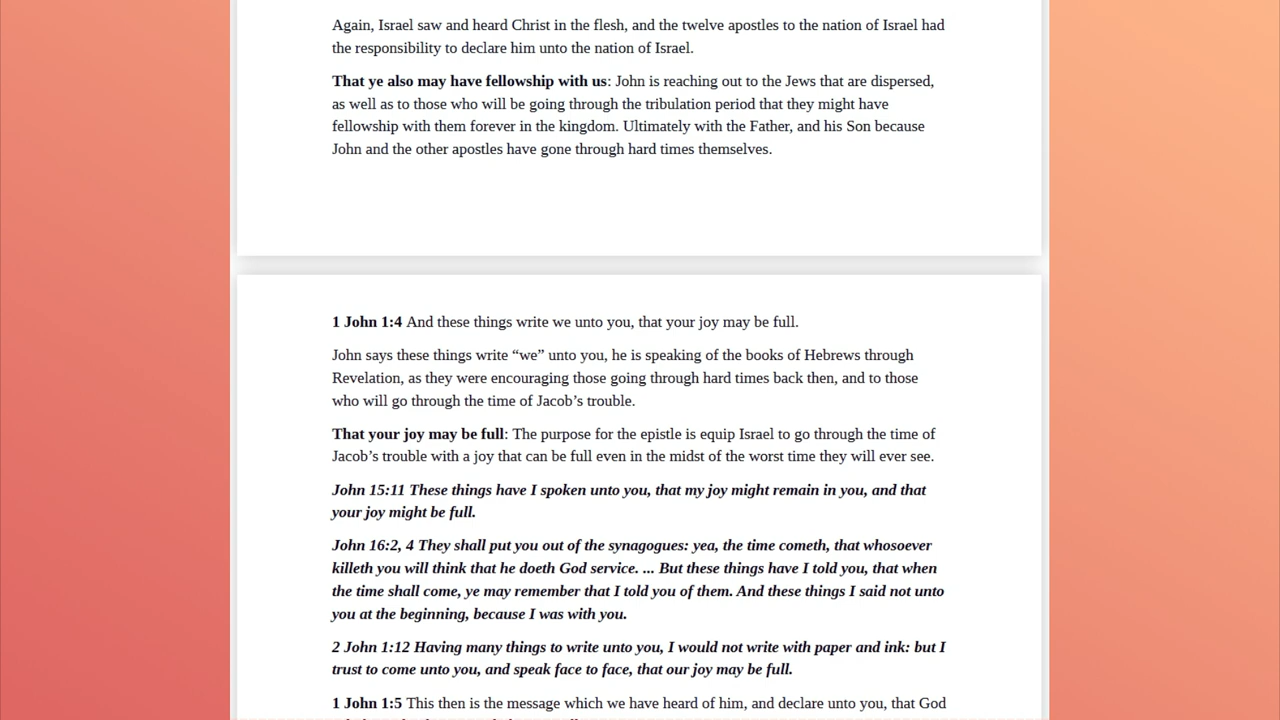 Again, Israel saw and heard Christ in the flesh, and the twelve apostles to the nation of Israel had
the responsibility to declare him unto the nation of Israel.
That ye also may have fellowship with us: John is reaching out to the Jews that are dispersed,
as well as to those who will be going through the tribulation period that they might have
fellowship with them forever in the kingdom. Ultimately with the Father, and his Son because
John and the other apostles have gone through hard times themselves.
1 John 1:4 And these things write we unto you, that your joy may be full.
John says these things write “we” unto you, he is speaking of the books of Hebrews through
Revelation, as they were encouraging those going through hard times back then, and to those
who will go through the time of Jacob’s trouble.
That your joy may be full: The purpose for the epistle is equip Israel to go through the time of
Jacob’s trouble with a joy that can be full even in the midst of the worst time they will ever see.
John 15:11 These things have I spoken unto you, that my joy might remain in you, and that
your joy might be full.
John 16:2, 4 They shall put you out of the synagogues: yea, the time cometh, that whosoever
killeth you will think that he doeth God service. ... But these things have I told you, that when
the time shall come, ye may remember that I told you of them. And these things I said not unto
you at the beginning, because I was with you.
2 John 1:12 Having many things to write unto you, I would not write with paper and ink: but I
trust to come unto you, and speak face to face, that our joy may be full.
1 John 1:5 This then is the message which we have heard of him, and declare unto you, that God